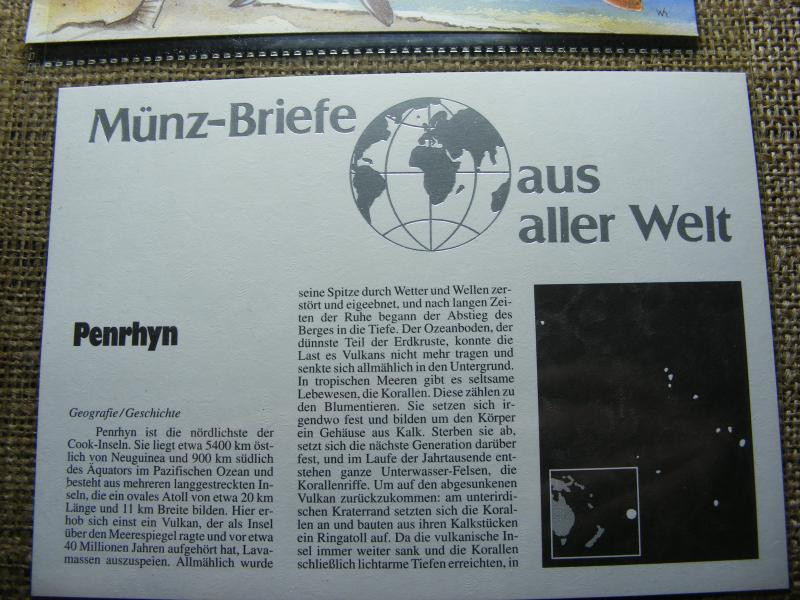 Münz-Briefe
aus
aller Welt
Penrhyn
Geografie/Geschichte
Penrhyn ist die nördlichste der
Cook-Inseln. Sie liegt etwa 5400 km öst-
lich von Neuguinea und 900 km südlich
des Äquators im Pazifischen Ozean und
besteht aus mehreren langgestreckten In-
seln, die ein ovales Atoll von etwa 20 km
Länge und 11 km Breite bilden. Hier er-
hob sich einst ein Vulkan, der als Insel
über den Meerespiegel ragte und vor etwa
40 Millionen Jahren aufgehört hat, Lava-
massen auszuspeien. Allmählich wurde
seine Spitze durch Wetter und Wellen zer-
stört und eigeebnet, und nach langen Zei-
ten der Ruhe begann der Abstieg des
Berges in die Tiefe. Der Ozeanboden, der
dünnste Teil der Erdkruste, konnte die
Last es Vulkans nicht mehr tragen und
senkte sich allmählich in den Untergrund.
In tropischen Meeren gibt es seltsame
Lebewesen, die Korallen. Diese zählen zu
den Blumentieren. Sie setzen sich ir-
gendwo fest und bilden um den Körper
ein Gehäuse aus Kalk. Sterben sie ab,
setzt sich die nächste Generation darüber
fest, und im Laufe der Jahrtausende ent-
stehen ganze Unterwasser-Felsen, die
Korallenriffe. Um auf den abgesunkenen
Vulkan zurückzukommen: am unterirdi-
schen Kraterrand setzten sich die Koral-
len an und bauten aus ihren Kalkstücken
ein Ringatoll auf. Da die vulkanische In-
sel immer weiter sank und die Korallen
schließlich lichtarme Tiefen erreichten, in